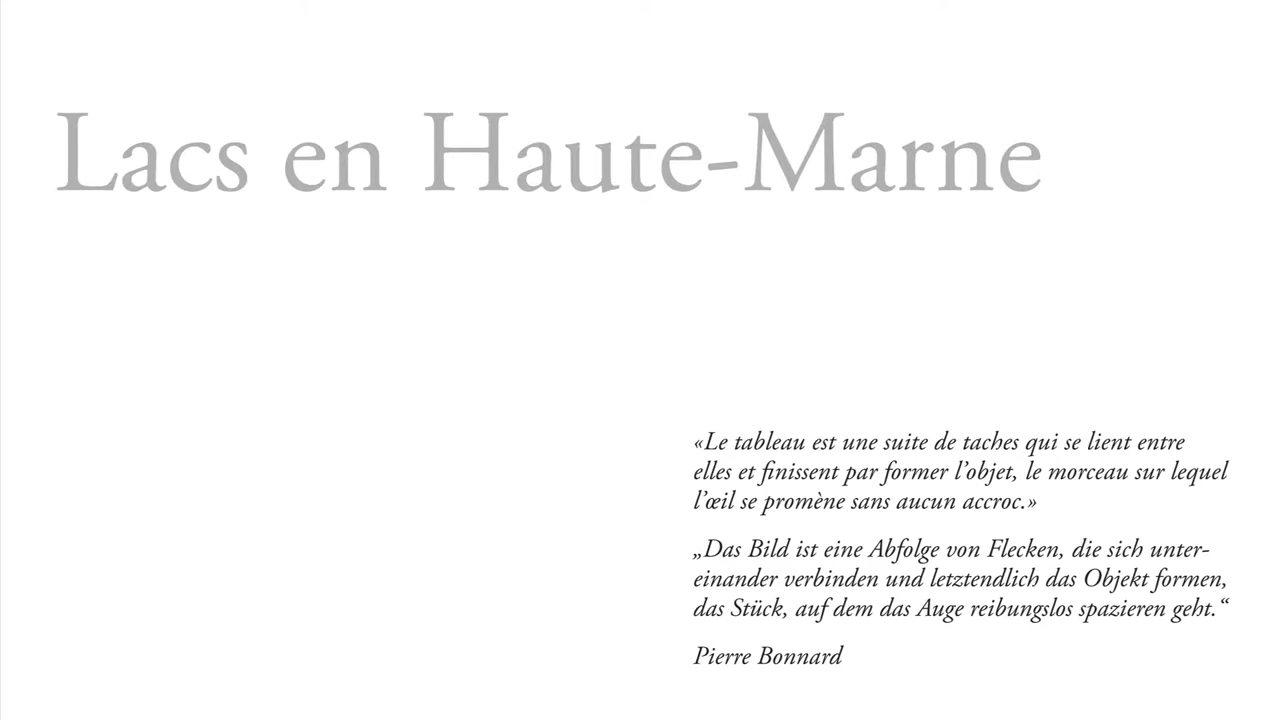 Lacs en Haute-Marne
«Le tableau est une suite de taches qui se lient entre
elles et finissent par former l’objet, le morceau sur lequel
l’œil se promène sans aucun accroc.»
„Das Bild ist eine Abfolge von Flecken, die sich unter-
einander verbinden und letztendlich das Objekt formen,
das Stück, auf dem das Auge reibungslos spazieren geht.“
Pierre Bonnard